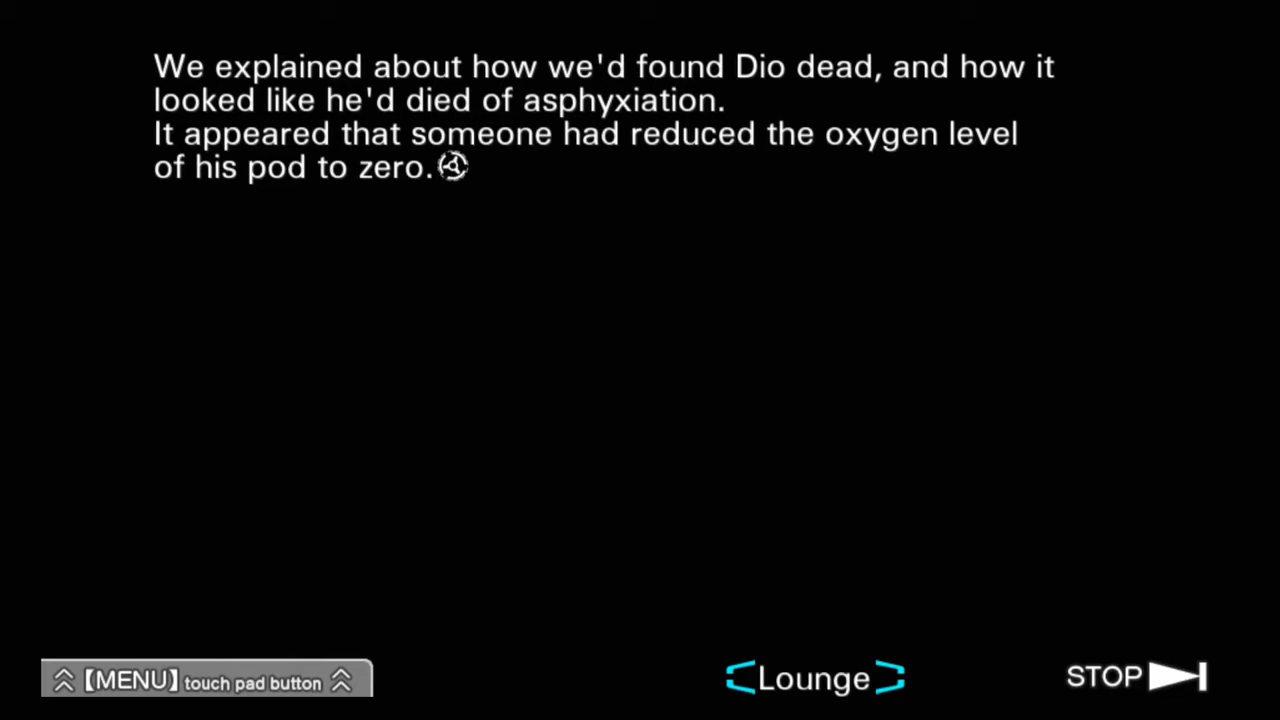 We explained about how we'd found Dio dead, and how it
looked like he'd died of asphyxiation.
It appeared that someone had reduced the oxygen level
of his pod to zero.
【MENU】touch pad button
Lounge
STOP